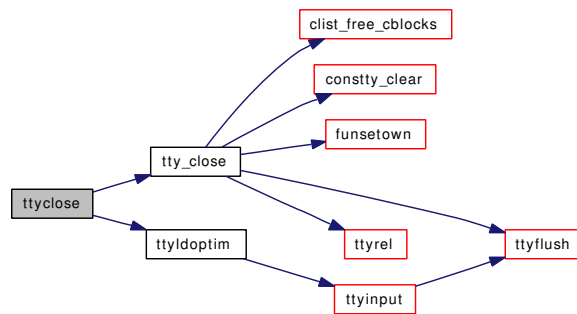 clist_free_cblocks
constty_clear
funsetown
tty_close
ttyclose
ttyldoptim
ttyrel
ttyflush
ttyinput